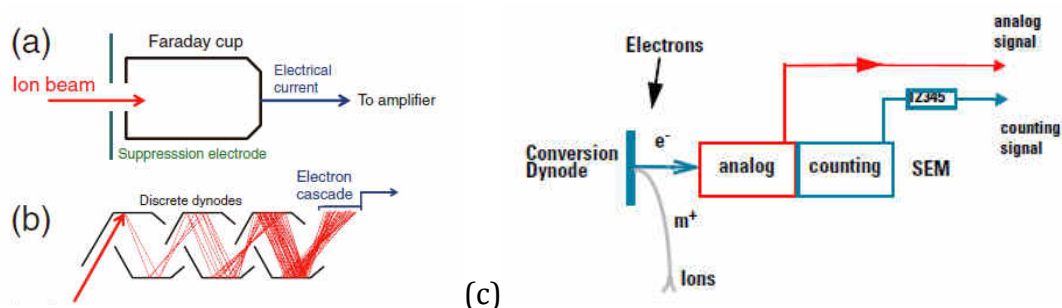 (a)
Faraday cup
Ion beam
Electrical
current
To amplifier
Suppresssion electrode
(b)
Discrete dynodes
Electron
cascade
(c)
Electrons
analog
signal
12345
counting
signal
Conversion
Dynode
e-
analog
counting
SEM
m+
Ions